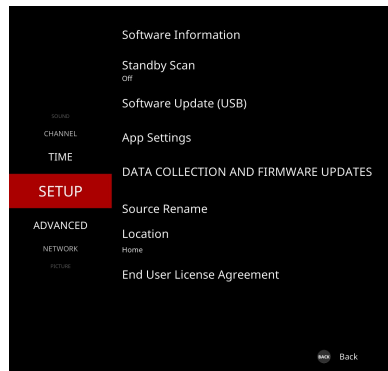 Software Information
Standby Scan
Off
Software Update (USB)
App Settings
DATA COLLECTION AND FIRMWARE UPDATES
Source Rename
Location
Home
End User License Agreement
SOUND
CHANNEL
TIME
SETUP
ADVANCED
NETWORK
PICTURE
BACK Back